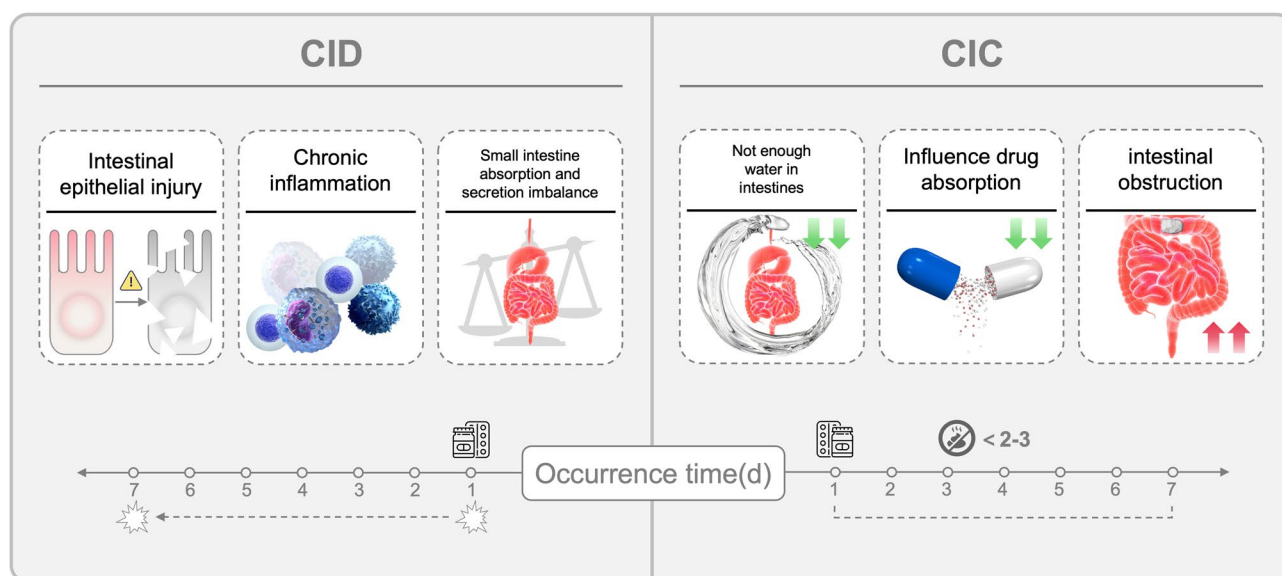 CID
CIC
Intestinal
epithelial injury
Chronic
inflammation
Small intestine
absorption and
secretion imbalance
Not enough
water in
intestines
Influence drug
absorption
intestinal
obstruction
!
< 2-3
Occurrence time(d)
7 6 5 4 3 2 1
1 2 3 4 5 6 7